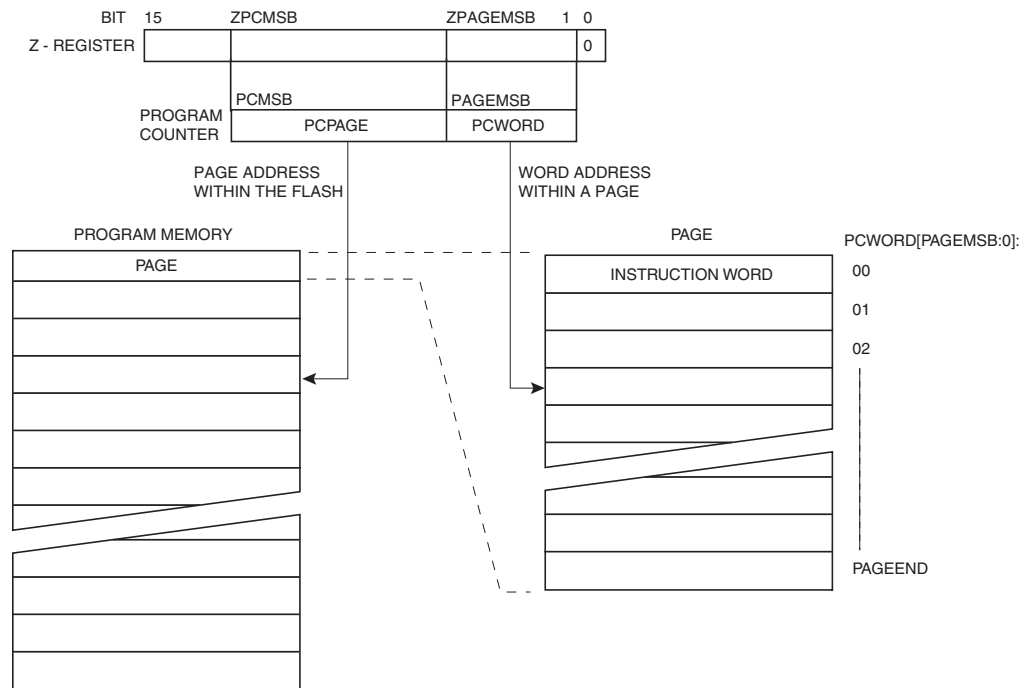 BIT 15 ZPCMSB ZPAGEMSB 1 0
Z - REGISTER 0
PCMSB PAGEMSB
PROGRAM
COUNTER
PCPAGE PCWORD
PAGE ADDRESS
WITHIN THE FLASH
WORD ADDRESS
WITHIN A PAGE
PROGRAM MEMORY
PAGE
PAGE
PCWORD[PAGEMSB:0]:
INSTRUCTION WORD
00
01
02
PAGEEND